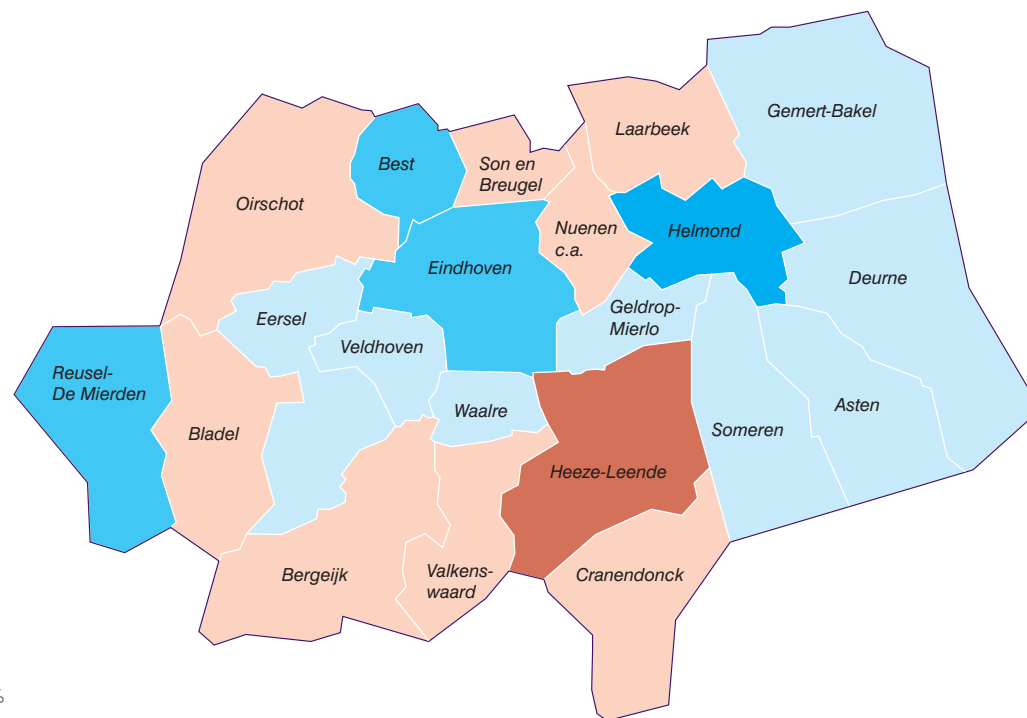 Gemert-Bakel
Laarbeek
Best
Son en
Breugel
Oirschot
Nuenen
c.a.
Helmond
Eindhoven
Deurne
Geldrop-
Mierlo
Eersel
Veldhoven
Reusel-
De Mierden
Waalre
Asten
Bladel
Someren
Heeze-Leende
Bergeijk
Valkens-
waard
Cranendonck
%